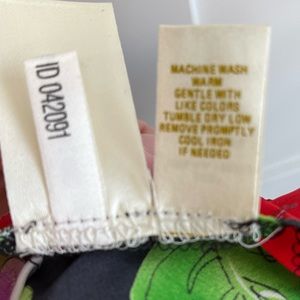 ID 042091
MACHINE WASH
WARM
GENTLE WITH
LIKE COLORS
TUMBLE DRY LOW
REMOVE PROMPTLY
COOL IRON
IF NEEDED